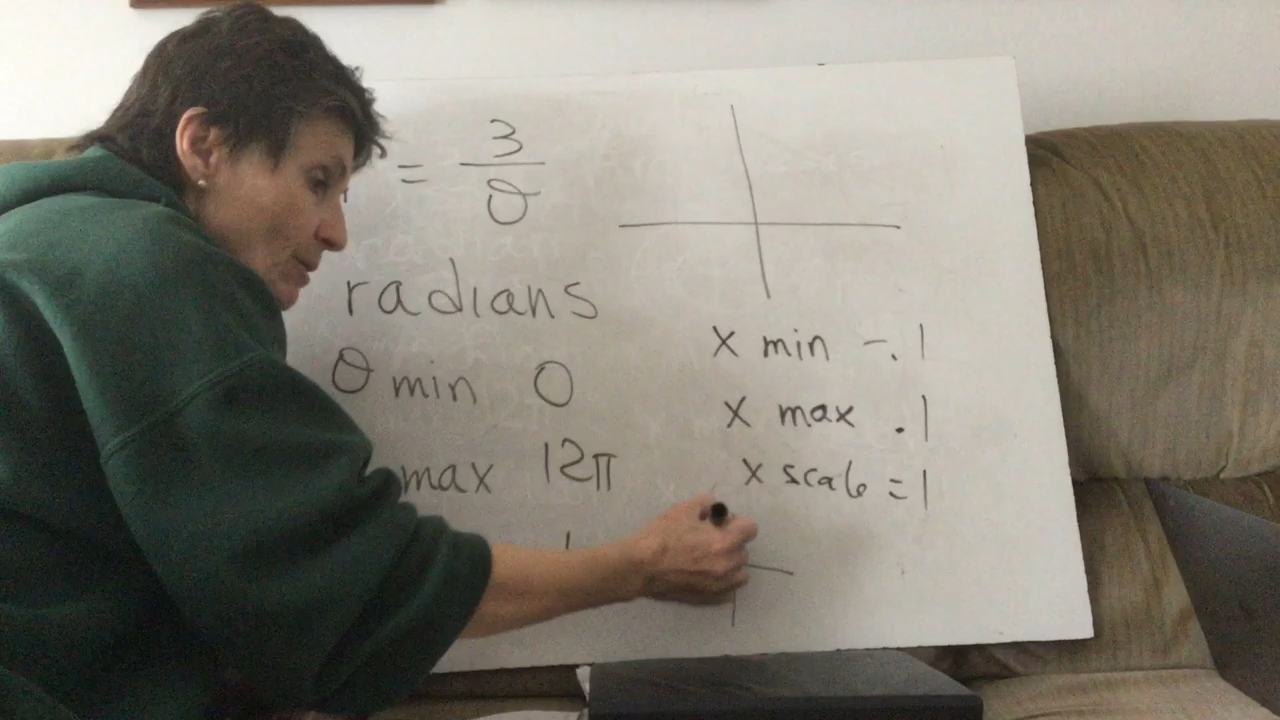 = 3/θ
radians
θ min 0
max 12π
x min -.1
x max .1
x scale = 1